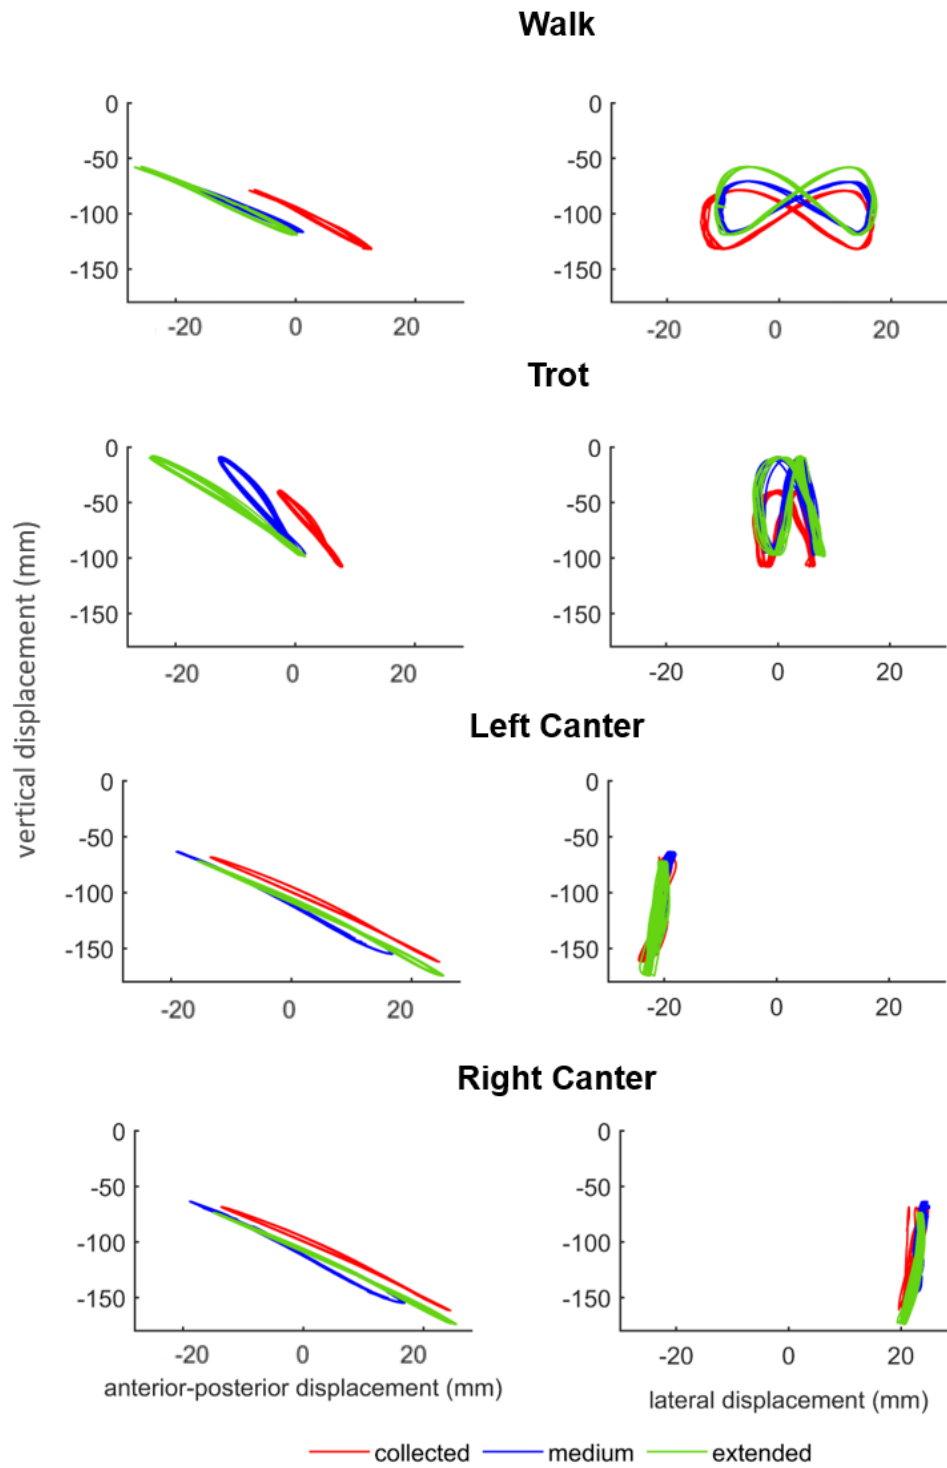 Walk
0
-50
-100
-150
-20 0 20
0
-50
-100
-150
-20 0 20
Trot
0
-50
-100
-150
-20 0 20
0
-50
-100
-150
-20 0 20
vertical displacement (mm)
Left Canter
0
-50
-100
-150
-20 0 20
0
-50
-100
-150
-20 0 20
Right Canter
0
-50
-100
-150
-20 0 20
anterior-posterior displacement (mm)
0
-50
-100
-150
-20 0 20
lateral displacement (mm)
collected medium extended